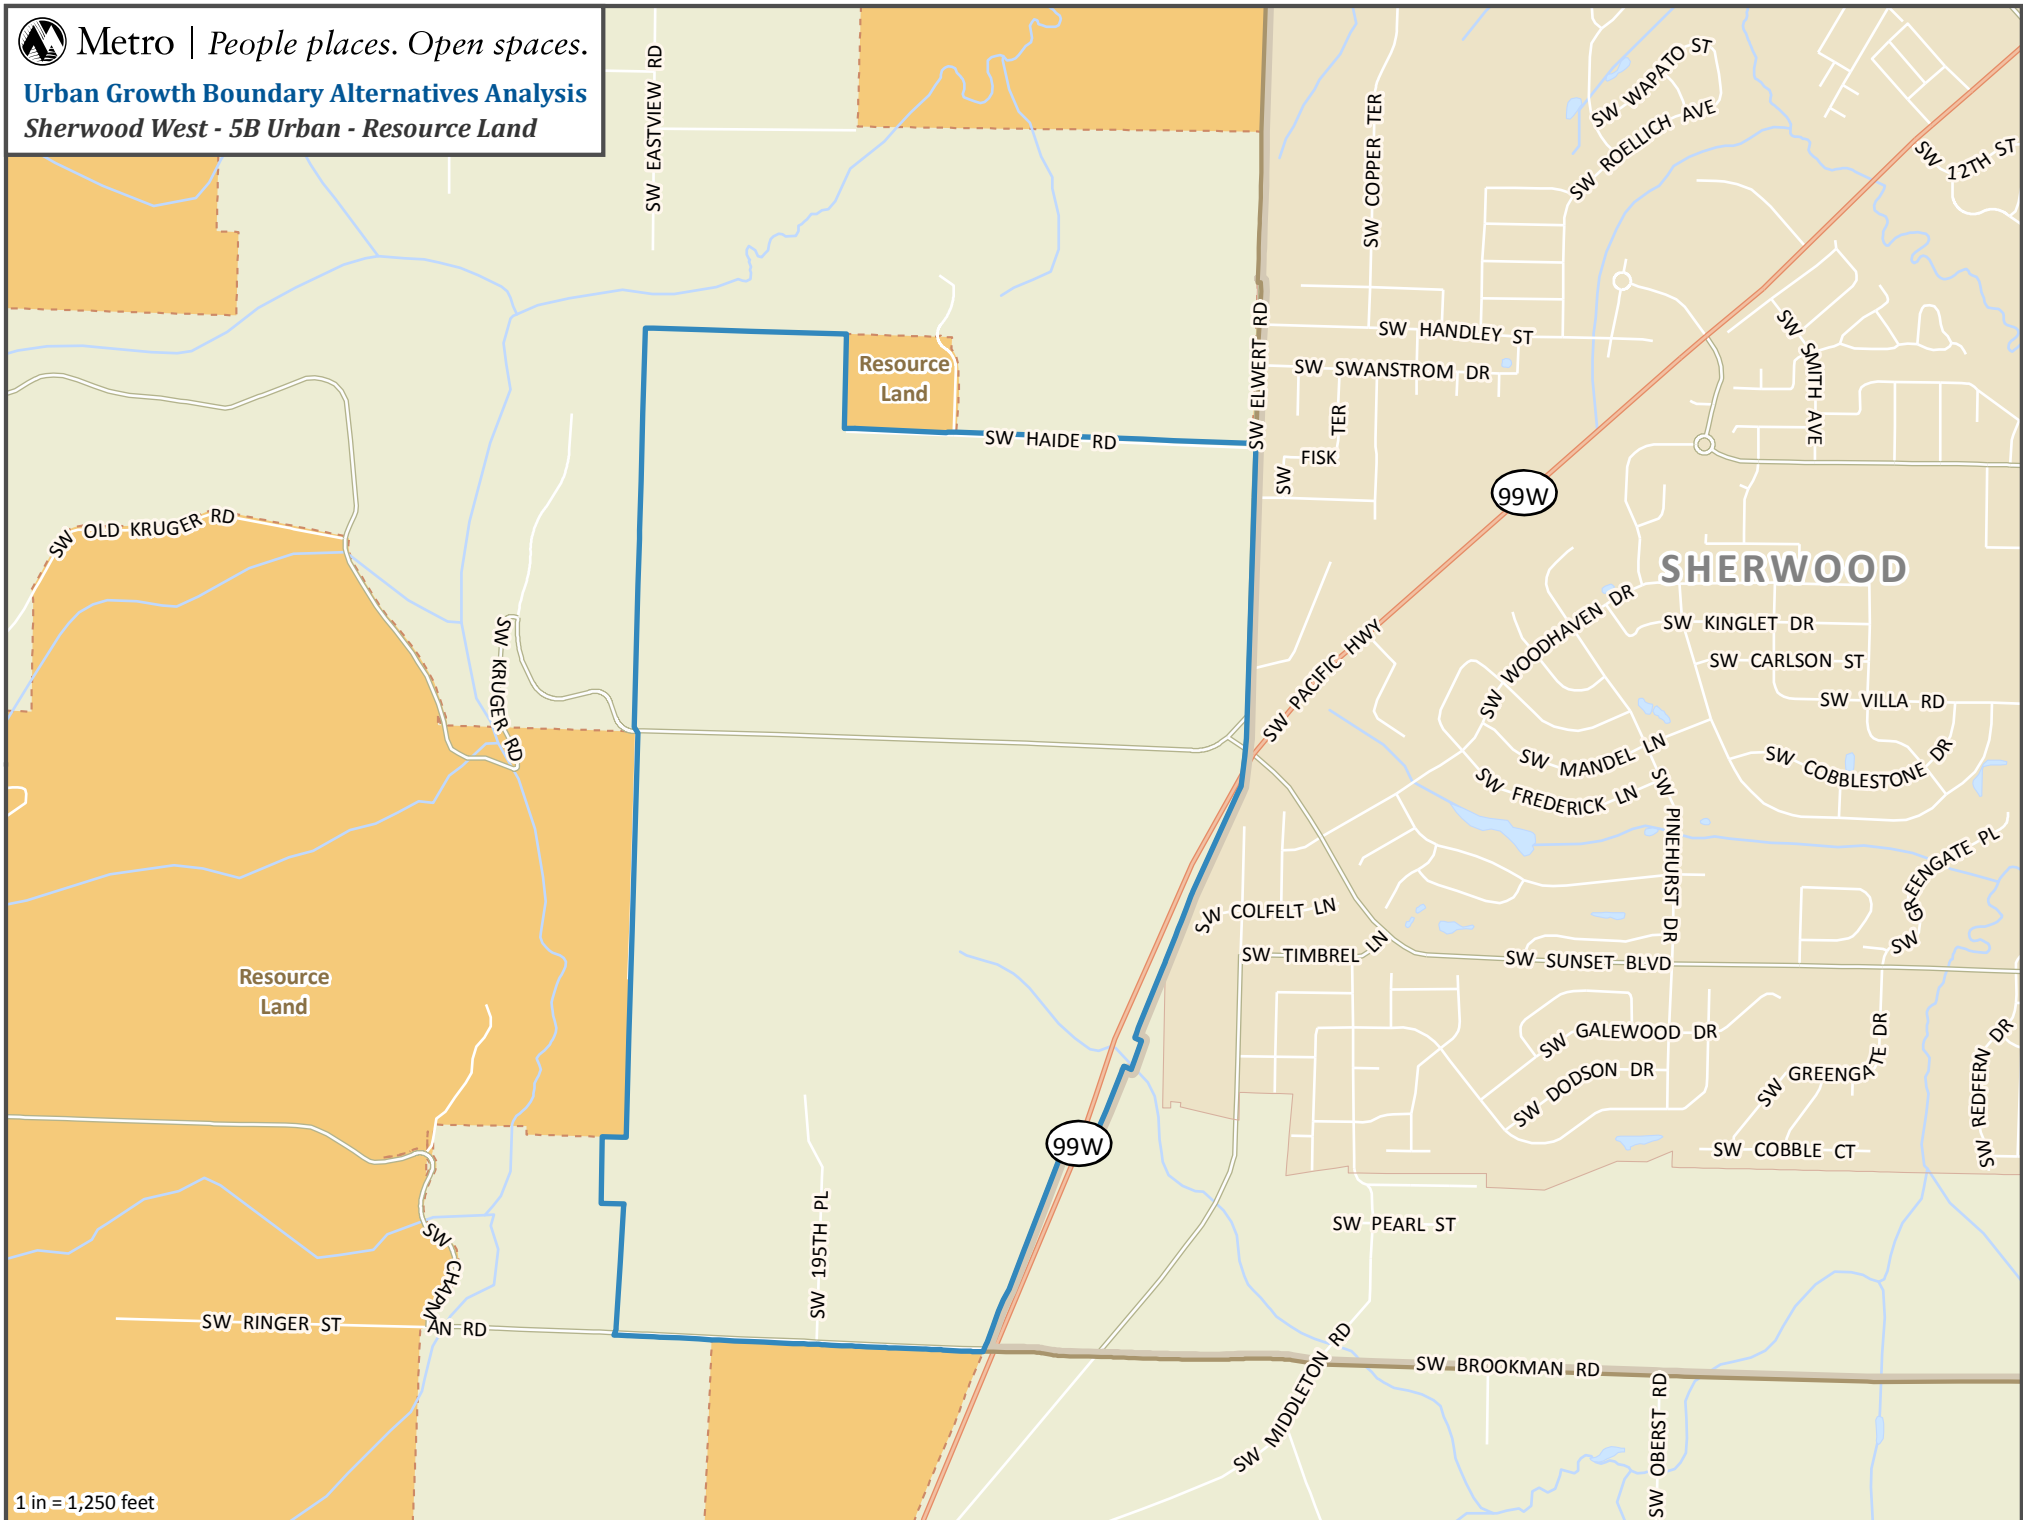 Metro | People places. Open spaces.
Urban Growth Boundary Alternatives Analysis
Sherwood West - 5B Urban - Resource Land
SW EASTVIEW RD
SW COPPER TER
SW WAPATO ST
SW ROELLICH AVE
SW 12TH ST
SW ELWERT RD
SW HANDLEY ST
SW SWANSTROM DR
SW SMITH AVE
Resource
Land
SW HAIDE RD
SW FISK TER
99W
SW OLD KRUGER RD
SHERWOOD
SW KRUGER RD
SW PACIFIC HWY
SW WOODHAVEN DR
SW KINGLET DR
SW CARLSON ST
SW VILLA RD
SW MANDEL LN
SW COBBLESTONE DR
SW FREDERICK LN
SW PINEHURST DR
SW GREENGATE PL
SW COLFELT LN
SW TIMBREL LN
SW SUNSET BLVD
Resource
Land
SW GALEWOOD DR
SW DODSON DR
SW GREENGATE DR
SW REDFERN DR
99W
SW COBBLE CT
SW 195TH PL
SW PEARL ST
SW CHAPMAN RD
SW RINGER ST
SW MIDDLETON RD
SW BROOKMAN RD
SW OBERST RD
1 in = 1,250 feet